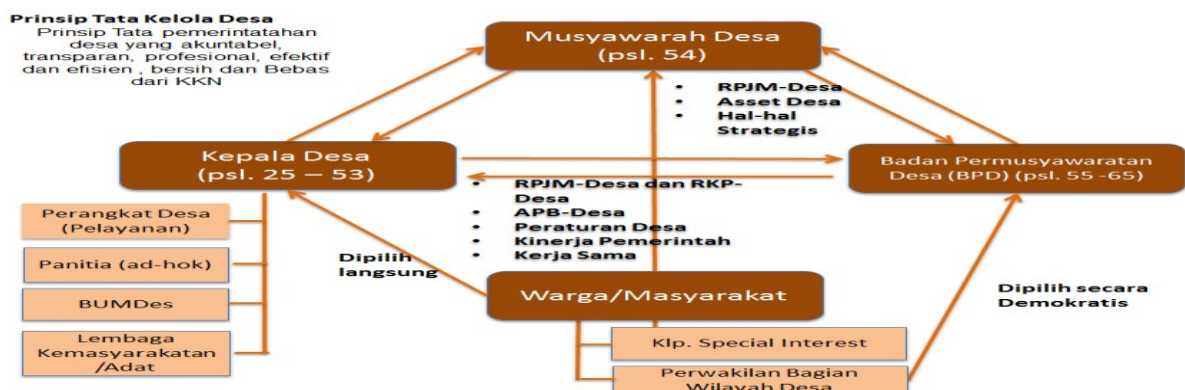 Prinsip Tata Kelola Desa
Prinsip Tata pemerintatahan
desa yang akuntabel,
transparan, profesional, efektif
dan efisien , bersih dan Bebas
dari KKN
Musyawarah Desa
(psl. 54)
• RPJM-Desa
• Asset Desa
• Hal-hal
Strategis
Kepala Desa
(psl. 25 – 53)
Badan Permusyawaratan
Desa (BPD) (psl. 55 -65)
• RPJM-Desa dan RKP-
Desa
• APB-Desa
• Peraturan Desa
• Kinerja Pemerintah
• Kerja Sama
Perangkat Desa
(Pelayanan)
Panitia (ad-hok)
BUMDes
Lembaga
Kemasyarakatan
/Adat
Dipilih
langsung
Warga/Masyarakat
Dipilih secara
Demokratis
Klp. Special Interest
Perwakilan Bagian
Wilayah Desa